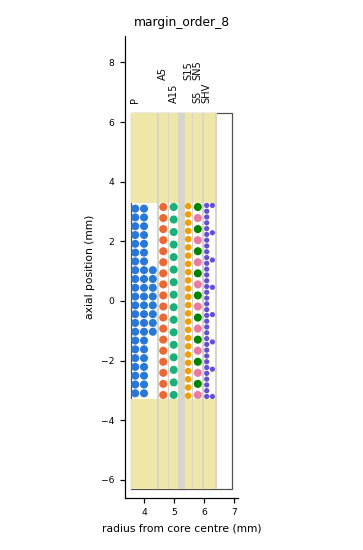 margin_order_8
P
A5
A15
S15
S5
SN5
SHV
8
6
4
2
0
−2
−4
−6
axial position (mm)
4 5 6 7
radius from core centre (mm)